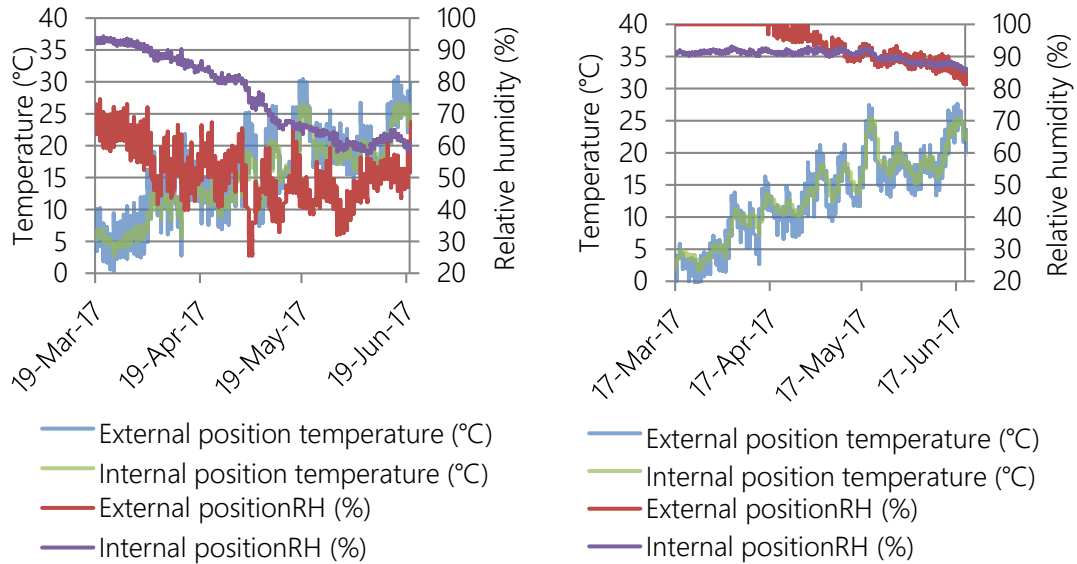 Temperature (°C)
40
35
30
25
20
15
10
5
0
100
90
80
70
60
50
40
30
20
Relative humidity (%)
19-Mar-17
19-Apr-17
19-May-17
19-Jun-17
External position temperature (°C)
Internal position temperature (°C)
External positionRH (%)
Internal positionRH (%)
Temperature (°C)
40
35
30
25
20
15
10
5
0
100
90
80
70
60
50
40
30
20
Relative humidity (%)
17-Mar-17
17-Apr-17
17-May-17
17-Jun-17
External position temperature (°C)
Internal position temperature (°C)
External positionRH (%)
Internal positionRH (%)